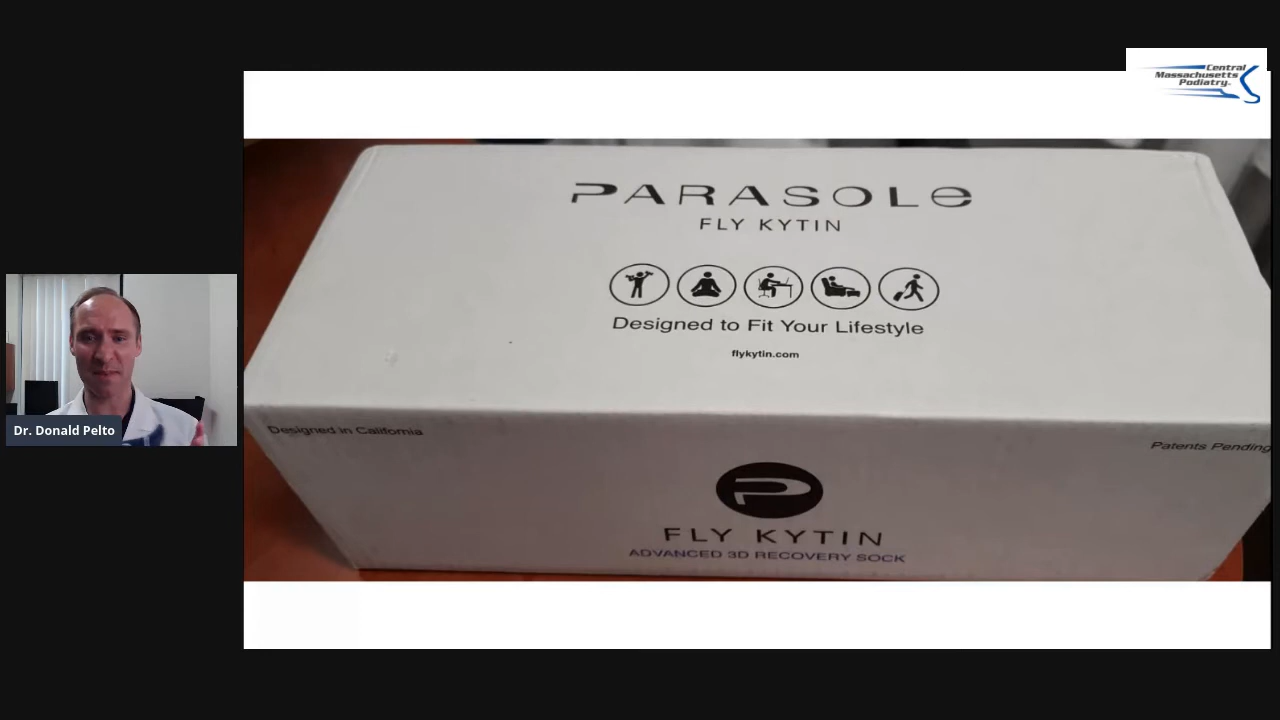 Central
Massachusetts
Podiatry.
PARASOLE
FLY KYTIN
Designed to Fit Your Lifestyle
flykytin.com
Designed in California
Patents Pending
P
FLY KYTIN
ADVANCED 3D RECOVERY SOCK
Dr. Donald Pelto